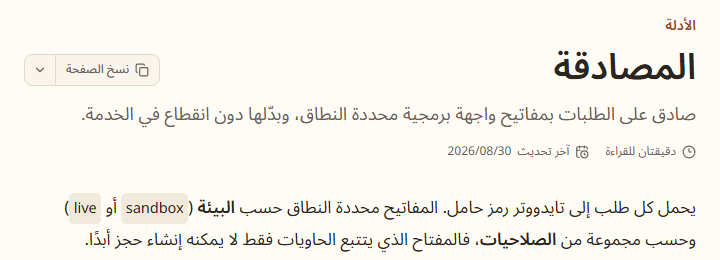 الأدلة
المصادقة
نسخ الصفحة
صادق على الطلبات بمفاتيح واجهة برمجية محددة النطاق، وبدّلها دون انقطاع في الخدمة.
دقيقتان للقراءة آخر تحديث 2026/08/30
يحمل كل طلب إلى تايدووتر رمز حامل. المفاتيح محددة النطاق حسب البيئة (sandbox أو live)
وحسب مجموعة من الصلاحيات، فالمفتاح الذي يتتبع الحاويات فقط لا يمكنه إنشاء حجز أبدًا.